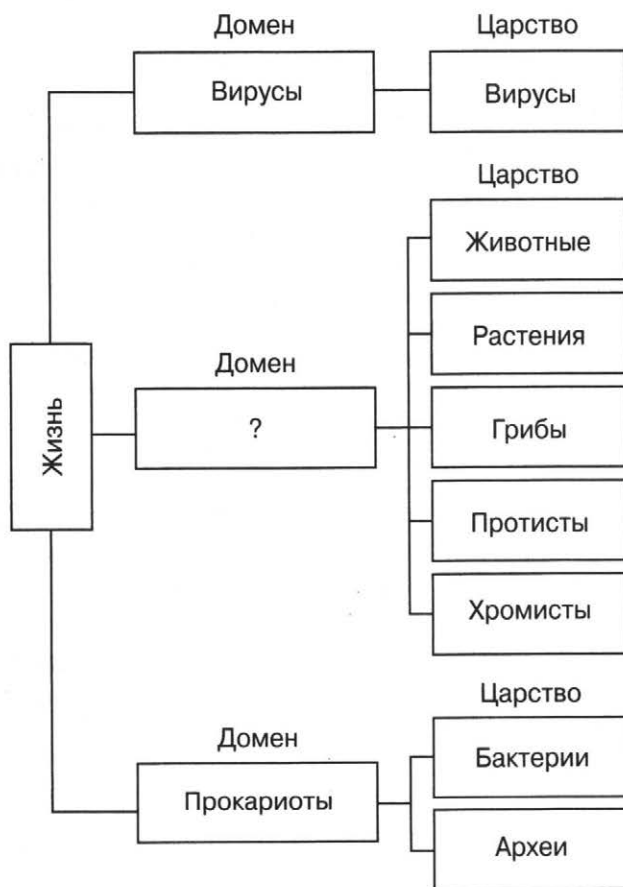 Домен
Царство
Вирусы
Вирусы
Царство
Животные
Растения
Домен
Жизнь
?
Грибы
Протисты
Хромисты
Царство
Домен
Бактерии
Прокариоты
Археи